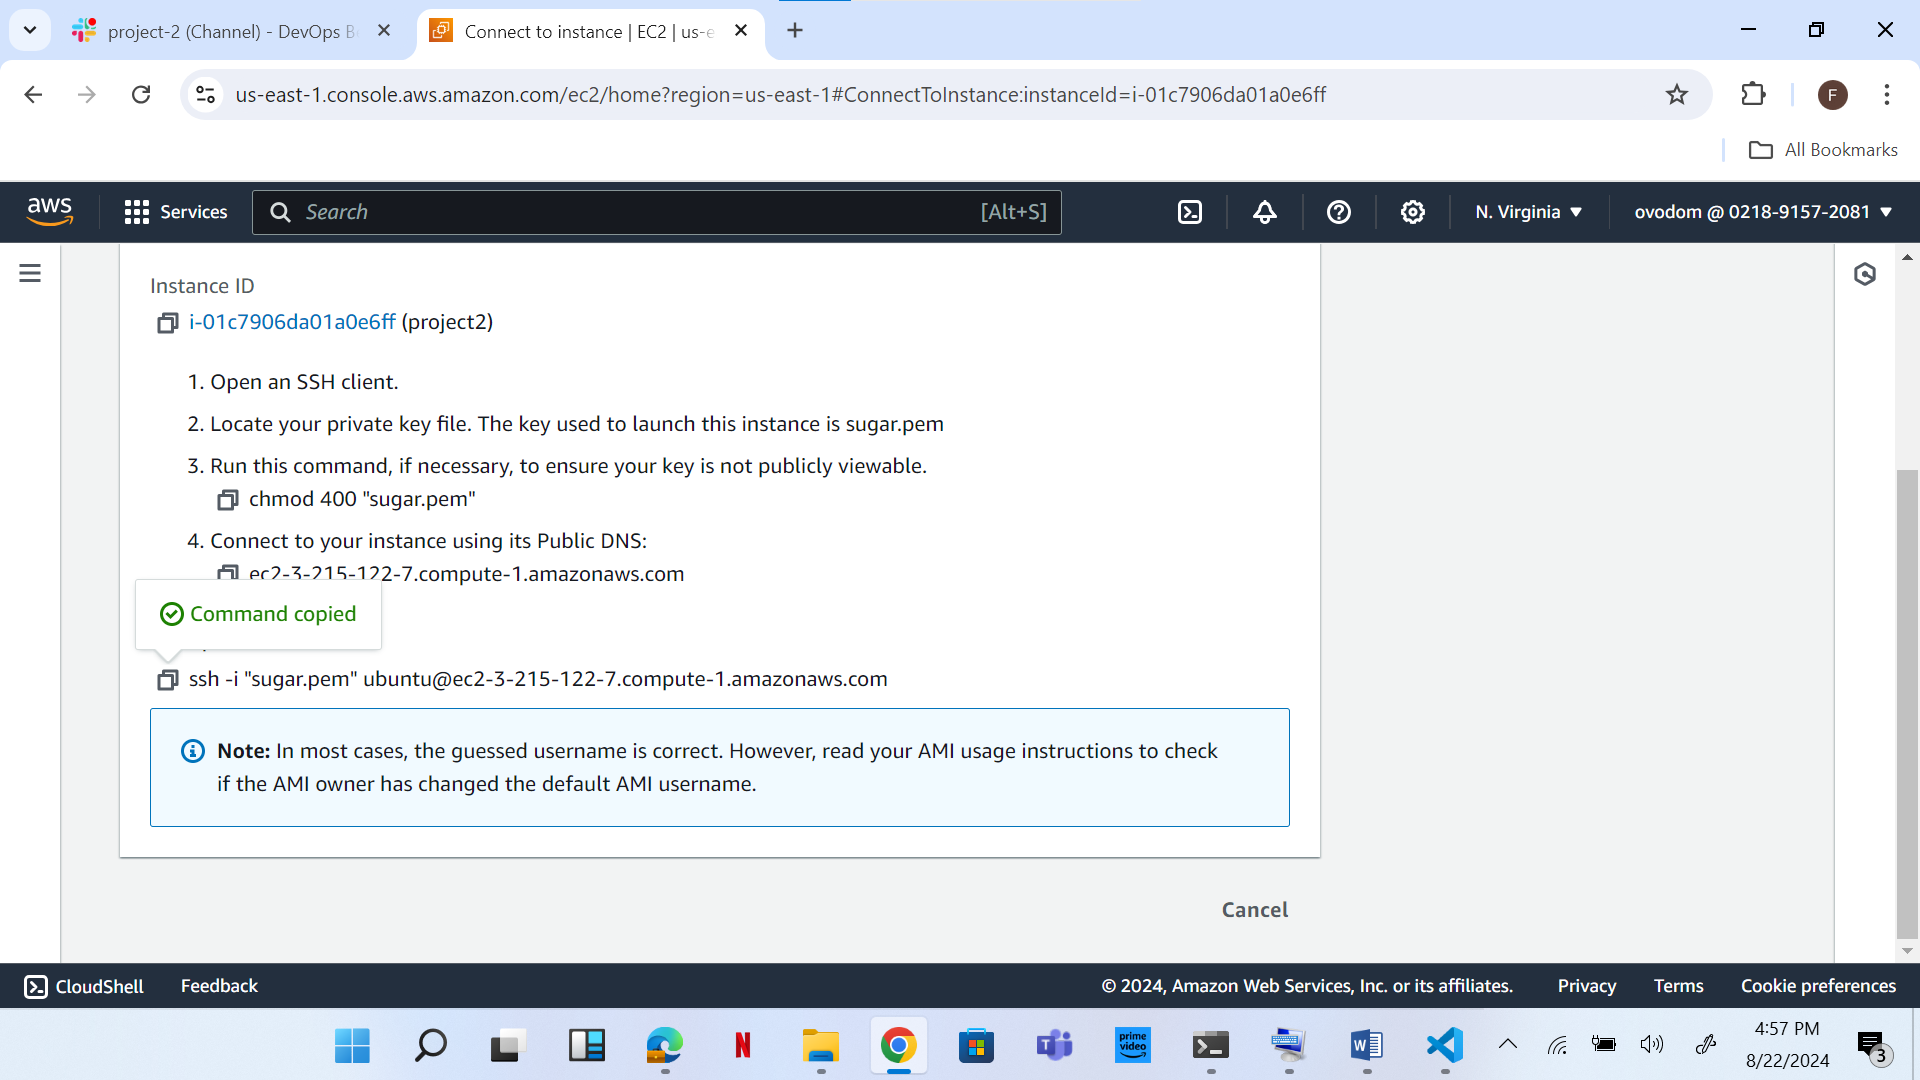 project-2 (Channel) - DevOps B
Connect to instance | EC2 | us-e
us-east-1.console.aws.amazon.com/ec2/home?region=us-east-1#ConnectToInstance:instanceId=i-01c7906da01a0e6ff
F
All Bookmarks
aws
Services
Search
[Alt+S]
N. Virginia
ovodom @ 0218-9157-2081
Instance ID
i-01c7906da01a0e6ff (project2)
1. Open an SSH client.
2. Locate your private key file. The key used to launch this instance is sugar.pem
3. Run this command, if necessary, to ensure your key is not publicly viewable.
chmod 400 "sugar.pem"
4. Connect to your instance using its Public DNS:
ec2-3-215-122-7.compute-1.amazonaws.com
Command copied
ssh -i "sugar.pem" ubuntu@ec2-3-215-122-7.compute-1.amazonaws.com
Note: In most cases, the guessed username is correct. However, read your AMI usage instructions to check
if the AMI owner has changed the default AMI username.
Cancel
CloudShell
Feedback
© 2024, Amazon Web Services, Inc. or its affiliates.
Privacy
Terms
Cookie preferences
N
prime
video
W
4:57 PM
8/22/2024
3